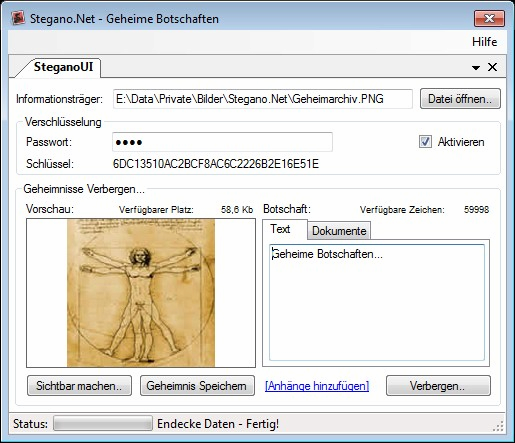 Stegano.Net - Geheime Botschaften
Hilfe
SteganoUI
Informationsträger: E:\Data\Private\Bilder\Stegano.Net\Geheimarchiv.PNG Datei öffnen..
Verschlüsselung
Passwort: ●●●● Aktivieren
Schlüssel: 6DC13510AC2BCF8AC6C2226B2E16E51E
Geheimnisse Verbergen...
Vorschau: Verfügbarer Platz: 58,6 Kb Botschaft: Verfügbare Zeichen: 59998
Text Dokumente
Geheime Botschaften...
Sichtbar machen.. Geheimnis Speichern [Anhänge hinzufügen] Verbergen..
Status: Endecke Daten - Fertig!